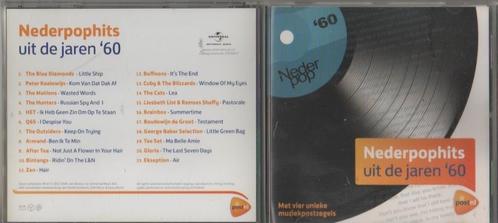 Nederpophits
uit de jaren '60
UNIVERSAL
1. The Blue Diamonds - Little Ship
2. Peter Koelewijn - Kom Van Dat Dak Af
3. The Motions - Wasted Words
4. The Hunters - Russian Spy And I
5. HET - Ik Heb Geen Zin Om Op Te Staan
6. Q65 - I Despise You
7. The Outsiders - Keep On Trying
8. Armand - Ben Ik Te Min
9. After Tea - Not Just A Flower In Your Hair
10. Bintangs - Ridin' On The L&N
11. Zen - Hair
12. Buffoons - It's The End
13. Cuby & The Blizzards - Window Of My Eyes
14. The Cats - Lea
15. Liesbeth List & Ramses Shaffy - Pastorale
16. Brainbox - Summertime
17. Boudewijn de Groot - Testament
18. George Baker Selection - Little Green Bag
19. Tee Set - Ma Belle Amie
20. Gloria - The Last Seven Days
21. Ekseption - Air
'60
Neder
pop
Nederpophits
uit de jaren '60
Met vier unieke
muziekpostzegels
post